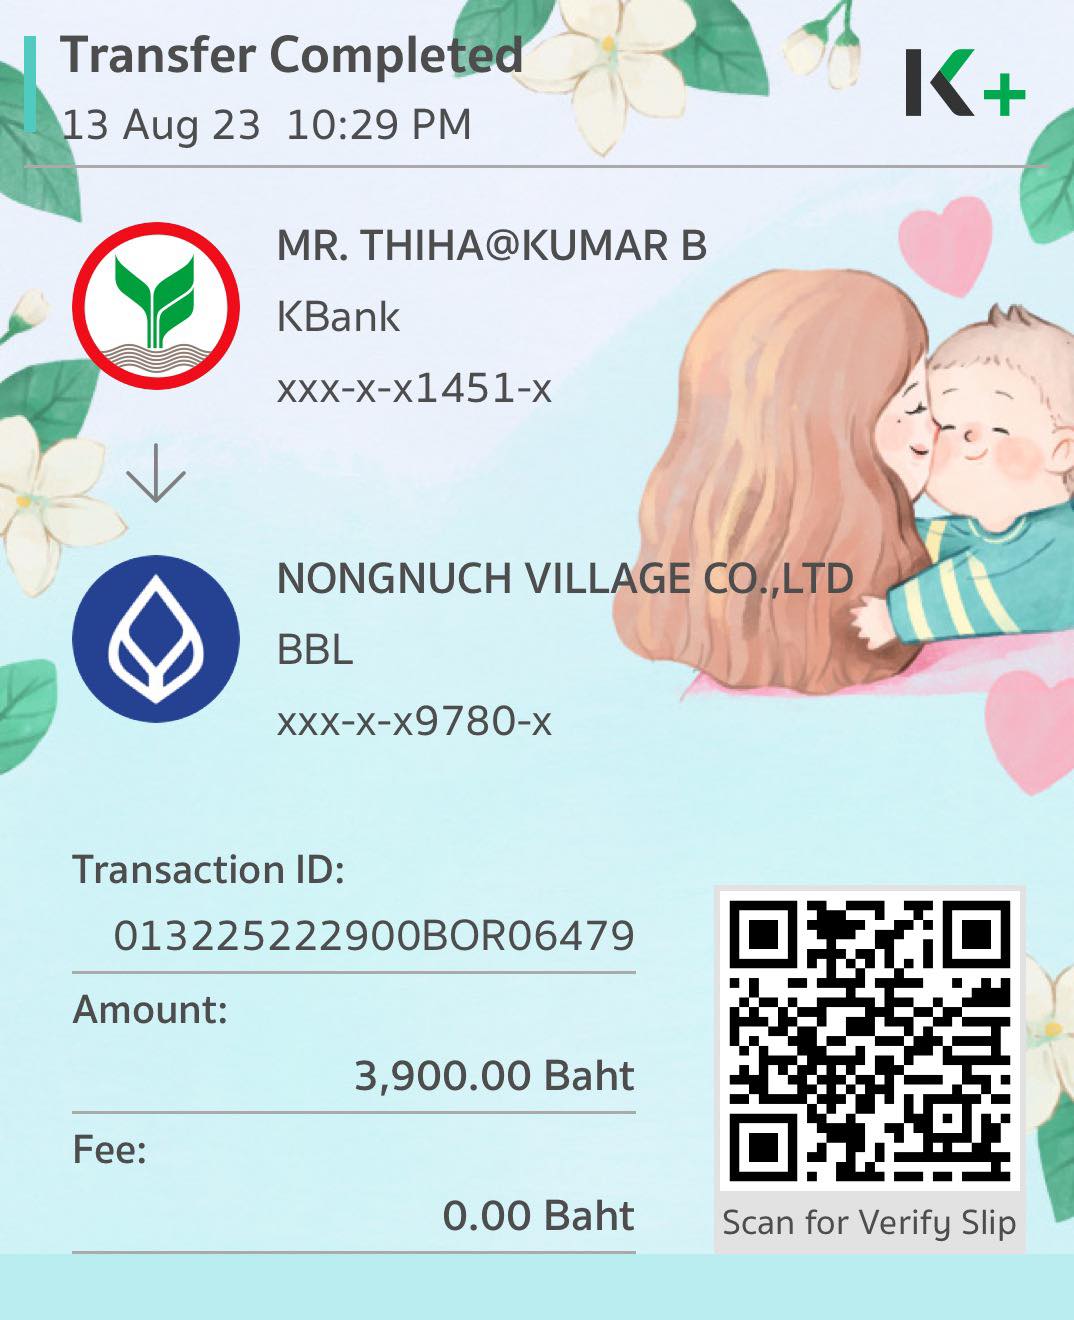 Transfer Completed
13 Aug 23 10:29 PM
K+
MR. THIHA@KUMAR B
KBank
xxx-x-x1451-x
NONGNUCH VILLAGE CO.,LTD
BBL
xxx-x-x9780-x
Transaction ID:
013225222900BOR06479
Amount:
3,900.00 Baht
Fee:
0.00 Baht
Scan for Verify Slip